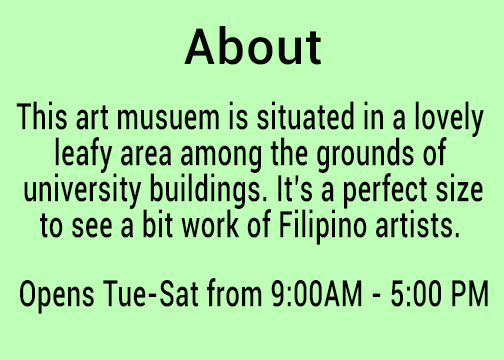 About
This art musuem is situated in a lovely
leafy area among the grounds of
university buildings. It's a perfect size
to see a bit work of Filipino artists.
Opens Tue-Sat from 9:00AM - 5:00 PM